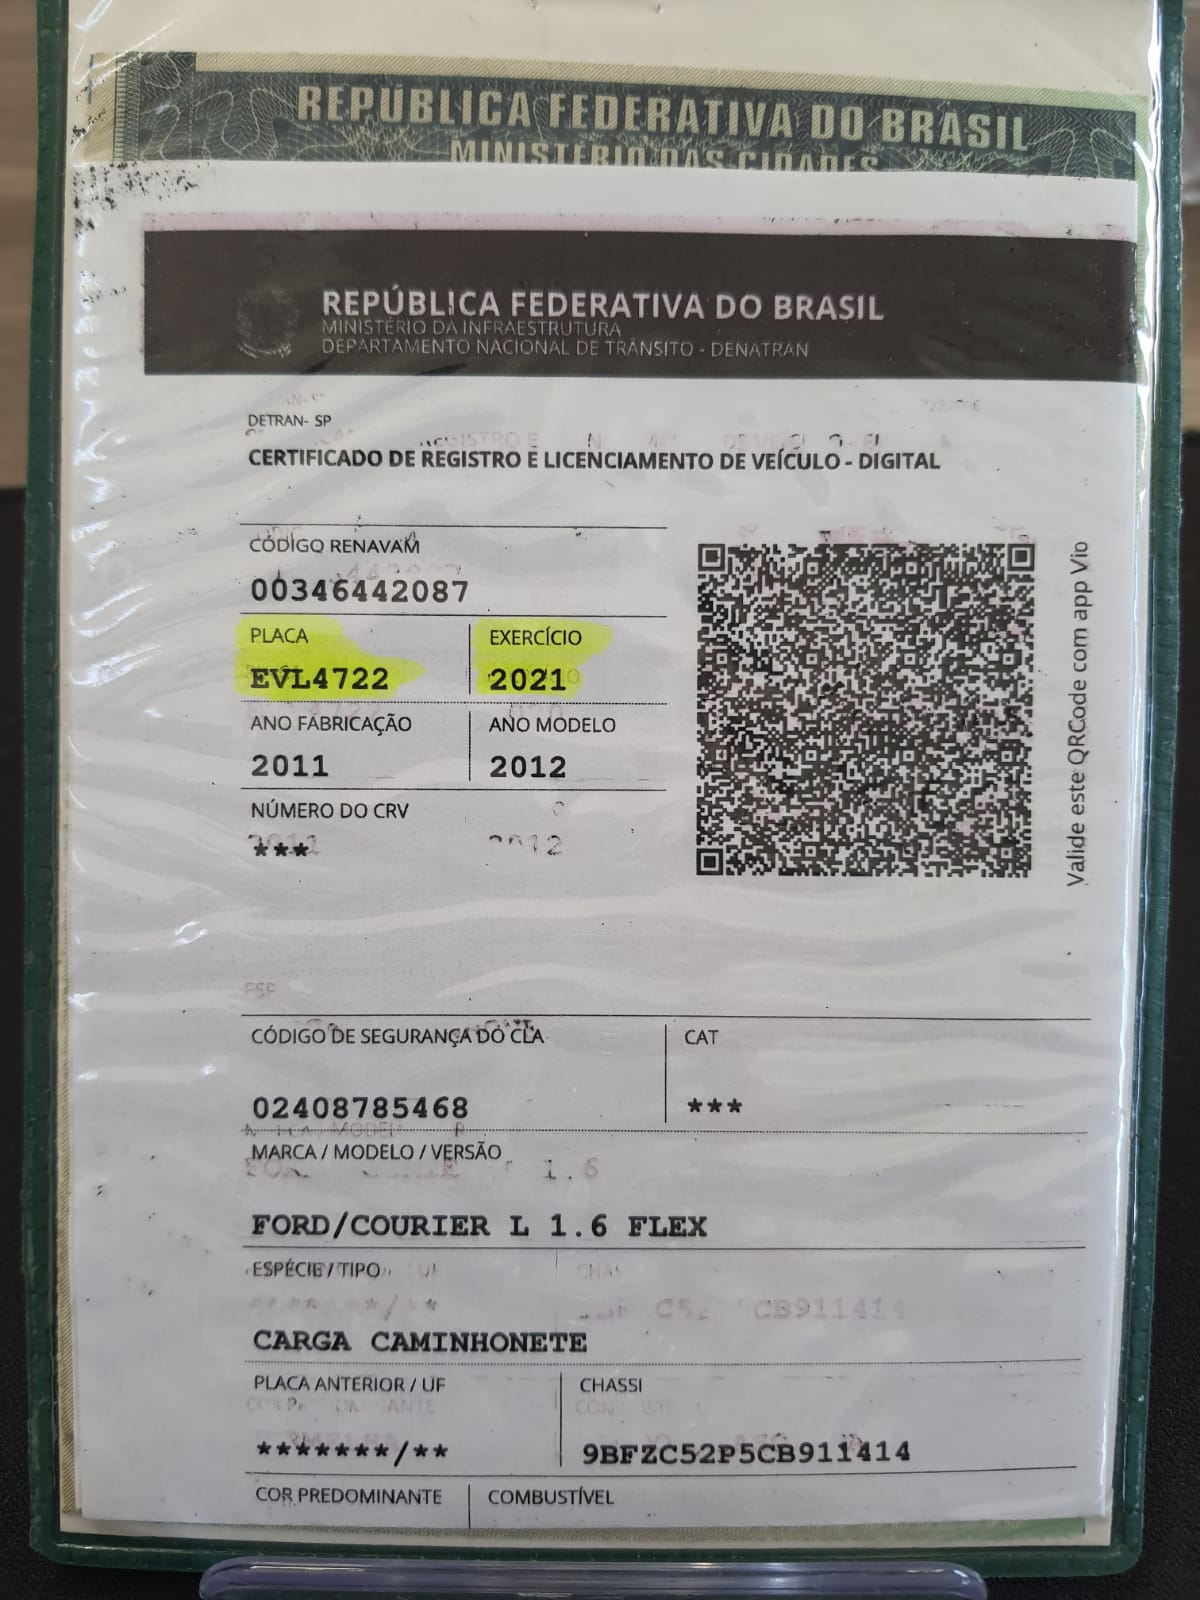 REPÚBLICA FEDERATIVA DO BRASIL
MINISTÉRIO DAS CIDADES
REPÚBLICA FEDERATIVA DO BRASIL
MINISTÉRIO DA INFRAESTRUTURA
DEPARTAMENTO NACIONAL DE TRÂNSITO - DENATRAN
DETRAN- SP
CERTIFICADO DE REGISTRO E LICENCIAMENTO DE VEÍCULO - DIGITAL
CÓDIGO RENAVAM
00346442087
PLACA EXERCÍCIO
EVL4722 2021
ANO FABRICAÇÃO ANO MODELO
2011 2012
NÚMERO DO CRV
***
Valide este QRCode com app Vio
CÓDIGO DE SEGURANÇA DO CLA CAT
02408785468 ***
MARCA / MODELO / VERSÃO
FORD/COURIER L 1.6 FLEX
ESPÉCIE / TIPO
CARGA CAMINHONETE
PLACA ANTERIOR / UF CHASSI
*******/** 9BFZC52P5CB911414
COR PREDOMINANTE COMBUSTÍVEL